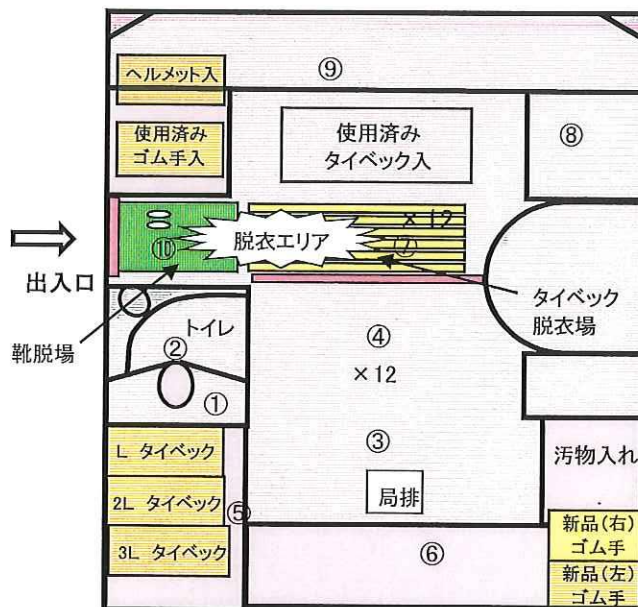 ヘルメット入
⑨
使用済み
ゴム手入
使用済み
タイベック入
⑧
×12
⑩
脱衣エリア
⑦
出入口
靴脱場
トイレ
②
①
④
×12
③
局排
タイベック
脱衣場
L タイベック
2L タイベック
3L タイベック
⑤
⑥
汚物入れ
新品(右)
ゴム手
新品(左)
ゴム手